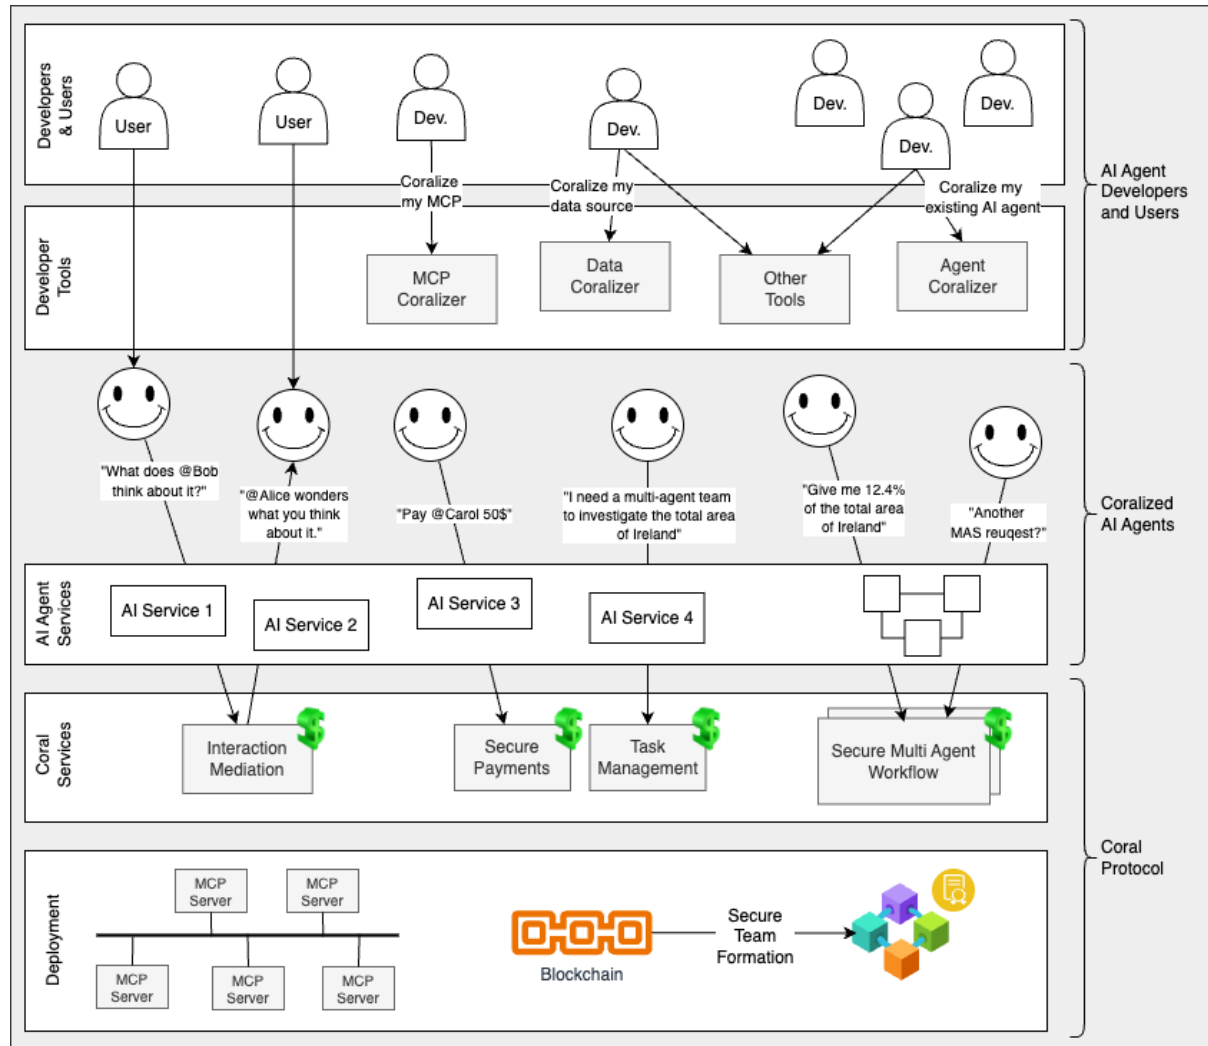 Developers
& Users
User
User
Dev.
Dev.
Dev.
Dev.
Dev.
Coralize
my MCP
Coralize my
data source
Coralize my
existing AI agent
AI Agent
Developers
and Users
Developer
Tools
MCP
Coralizer
Data
Coralizer
Other
Tools
Agent
Coralizer
"What does @Bob
think about it?"
"@Alice wonders
what you think
about it."
"Pay @Carol 50$"
"I need a multi-agent team
to investigate the total area
of Ireland"
"Give me 12.4%
of the total area
of Ireland"
"Another
MAS reuqest?"
Coralized
AI Agents
AI Agent
Services
AI Service 1
AI Service 2
AI Service 3
AI Service 4
Coral
Services
Interaction
Mediation
$
Secure
Payments
$
Task
Management
$
Secure Multi Agent
Workflow
$
Coral
Protocol
Deployment
MCP
Server
MCP
Server
MCP
Server
MCP
Server
MCP
Server
Blockchain
Secure
Team
Formation